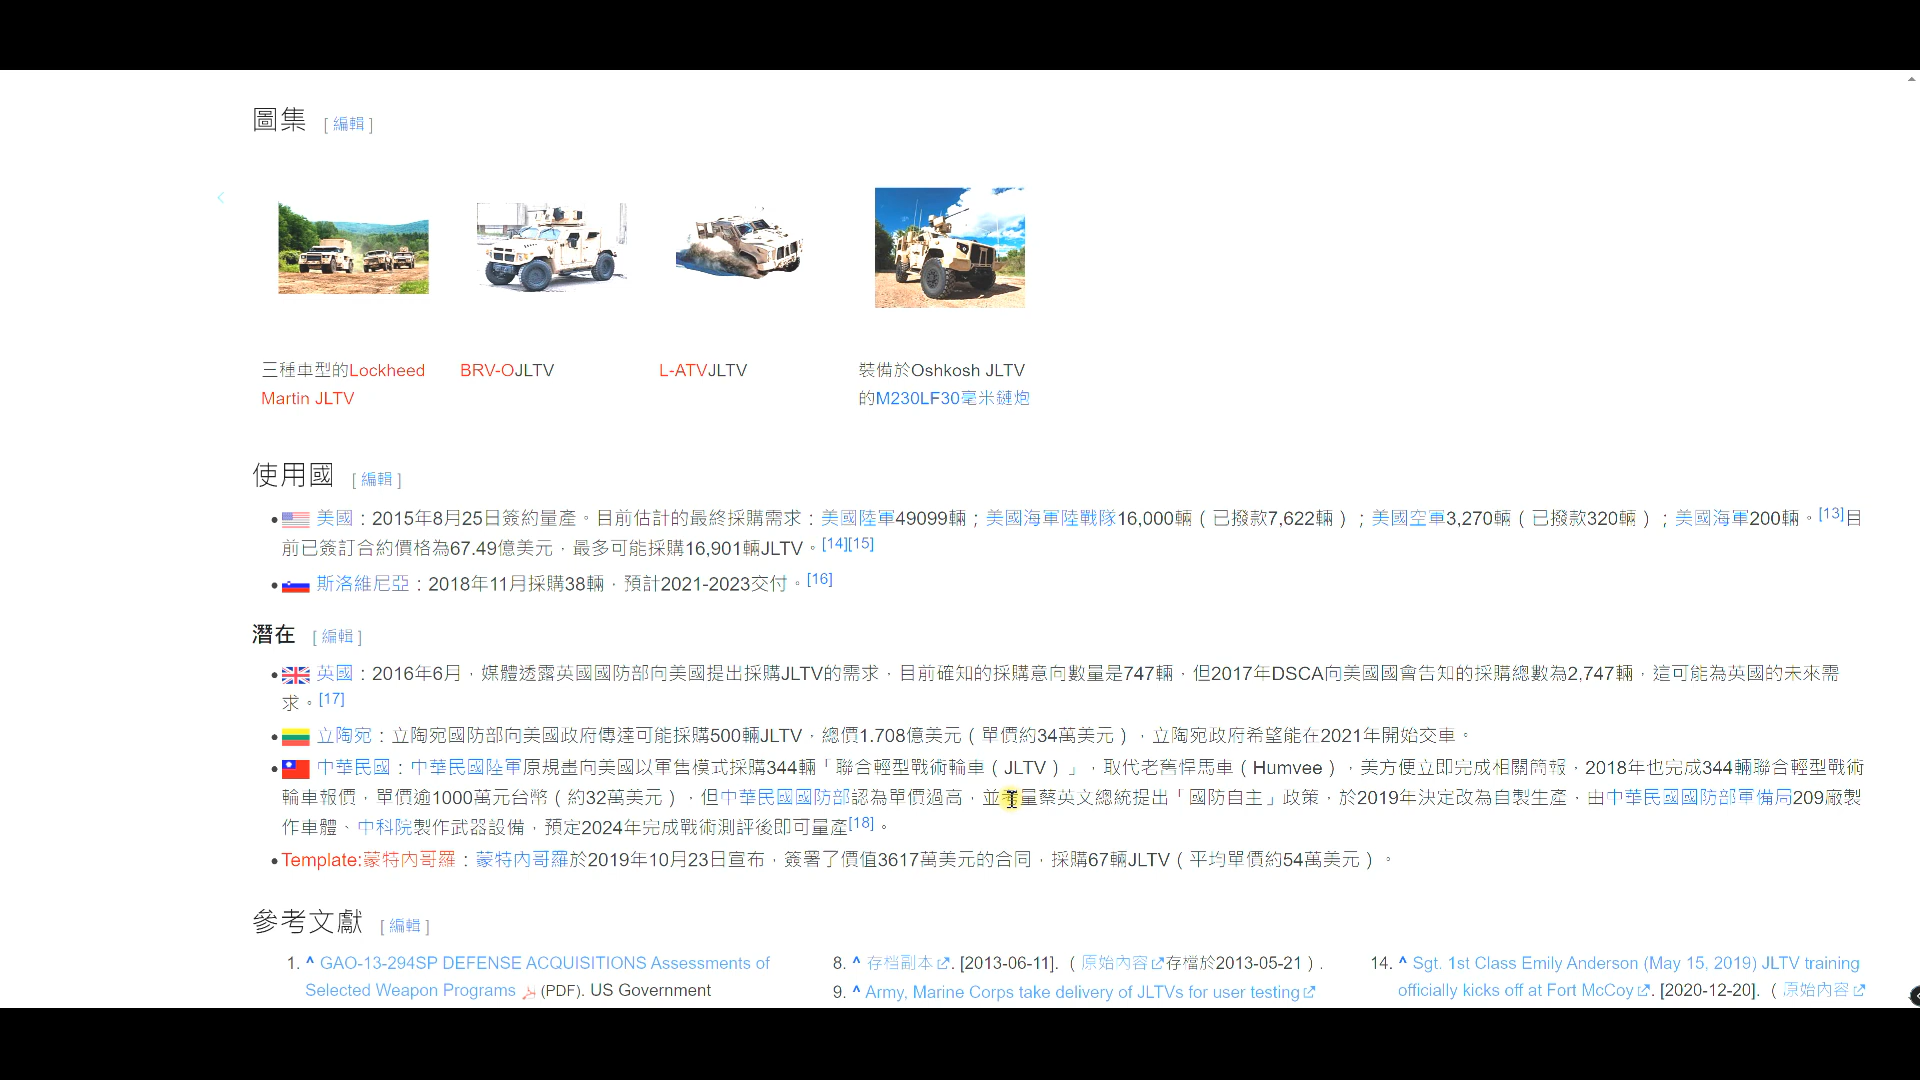 圖集 [ 編輯 ]
三種車型的Lockheed
Martin JLTV
BRV-OJLTV
L-ATVJLTV
裝備於Oshkosh JLTV
的M230LF30毫米鏈炮
使用國 [ 編輯 ]
美國：2015年8月25日簽約量產。目前估計的最終採購需求：美國陸軍49099輛；美國海軍陸戰隊16,000輛（已撥款7,622輛）；美國空軍3,270輛（已撥款320輛）；美國海軍200輛。[13]目
前已簽訂合約價格為67.49億美元，最多可能採購16,901輛JLTV。[14][15]
斯洛維尼亞：2018年11月採購38輛，預計2021-2023交付。[16]
潛在 [ 編輯 ]
英國：2016年6月，媒體透露英國國防部向美國提出採購JLTV的需求，目前確知的採購意向數量是747輛，但2017年DSCA向美國國會告知的採購總數為2,747輛，這可能為英國的未來需
求。[17]
立陶宛：立陶宛國防部向美國政府傳達可能採購500輛JLTV，總價1.708億美元（單價約34萬美元），立陶宛政府希望能在2021年開始交車。
中華民國：中華民國陸軍原規畫向美國以軍售模式採購344輛「聯合輕型戰術輪車（JLTV）」，取代老舊悍馬車（Humvee），美方便立即完成相關簡報，2018年也完成344輛聯合輕型戰術
輪車報價，單價逾1000萬元台幣（約32萬美元），但中華民國國防部認為單價過高，並量蔡英文總統提出「國防自主」政策，於2019年決定改為自製生產，由中華民國國防部軍備局209廠製
作車體、中科院製作武器設備，預定2024年完成戰術測評後即可量產[18]。
Template:蒙特內哥羅：蒙特內哥羅於2019年10月23日宣布，簽署了價值3617萬美元的合同，採購67輛JLTV（平均單價約54萬美元）。
參考文獻 [ 編輯 ]
1. ^ GAO-13-294SP DEFENSE ACQUISITIONS Assessments of
Selected Weapon Programs (PDF). US Government
8. ^ 存档副本. [2013-06-11]. （原始內容存檔於2013-05-21）.
9. ^ Army, Marine Corps take delivery of JLTVs for user testing
14. ^ Sgt. 1st Class Emily Anderson (May 15, 2019) JLTV training
officially kicks off at Fort McCoy. [2020-12-20]. （原始內容